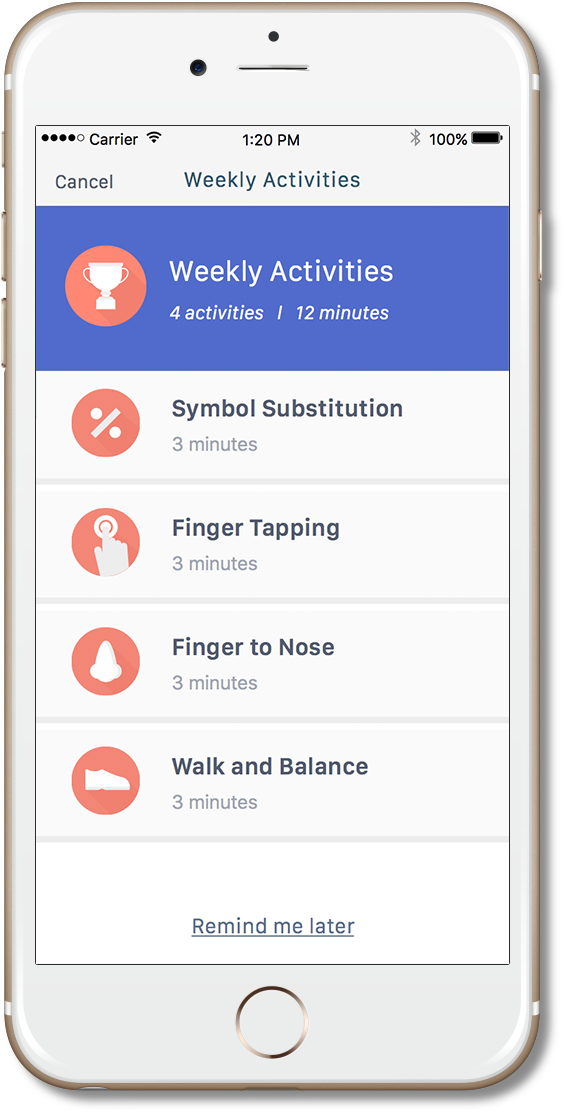 Carrier 1:20 PM 100%
Cancel Weekly Activities
Weekly Activities
4 activities | 12 minutes
Symbol Substitution
3 minutes
Finger Tapping
3 minutes
Finger to Nose
3 minutes
Walk and Balance
3 minutes
Remind me later